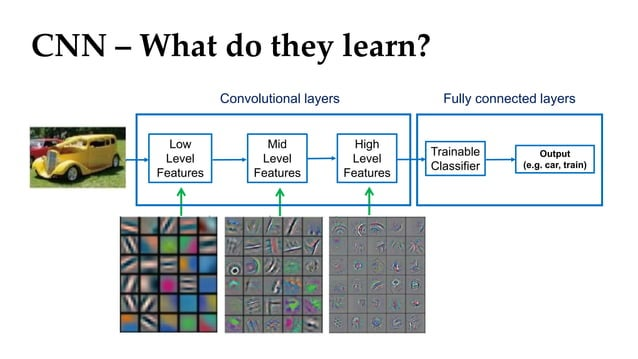 CNN – What do they learn?
Convolutional layers
Fully connected layers
Low
Level
Features
Mid
Level
Features
High
Level
Features
Trainable
Classifier
Output
(e.g. car, train)